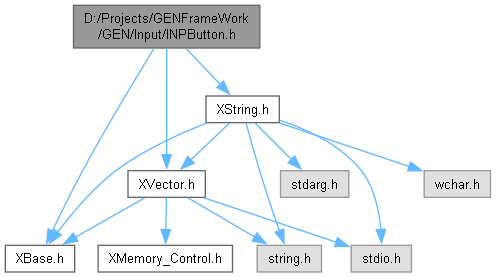 D:/Projects/GENFrameWork
/GEN/Input/INPButton.h
XString.h
XVector.h
stdarg.h
wchar.h
XBase.h
XMemory_Control.h
string.h
stdio.h